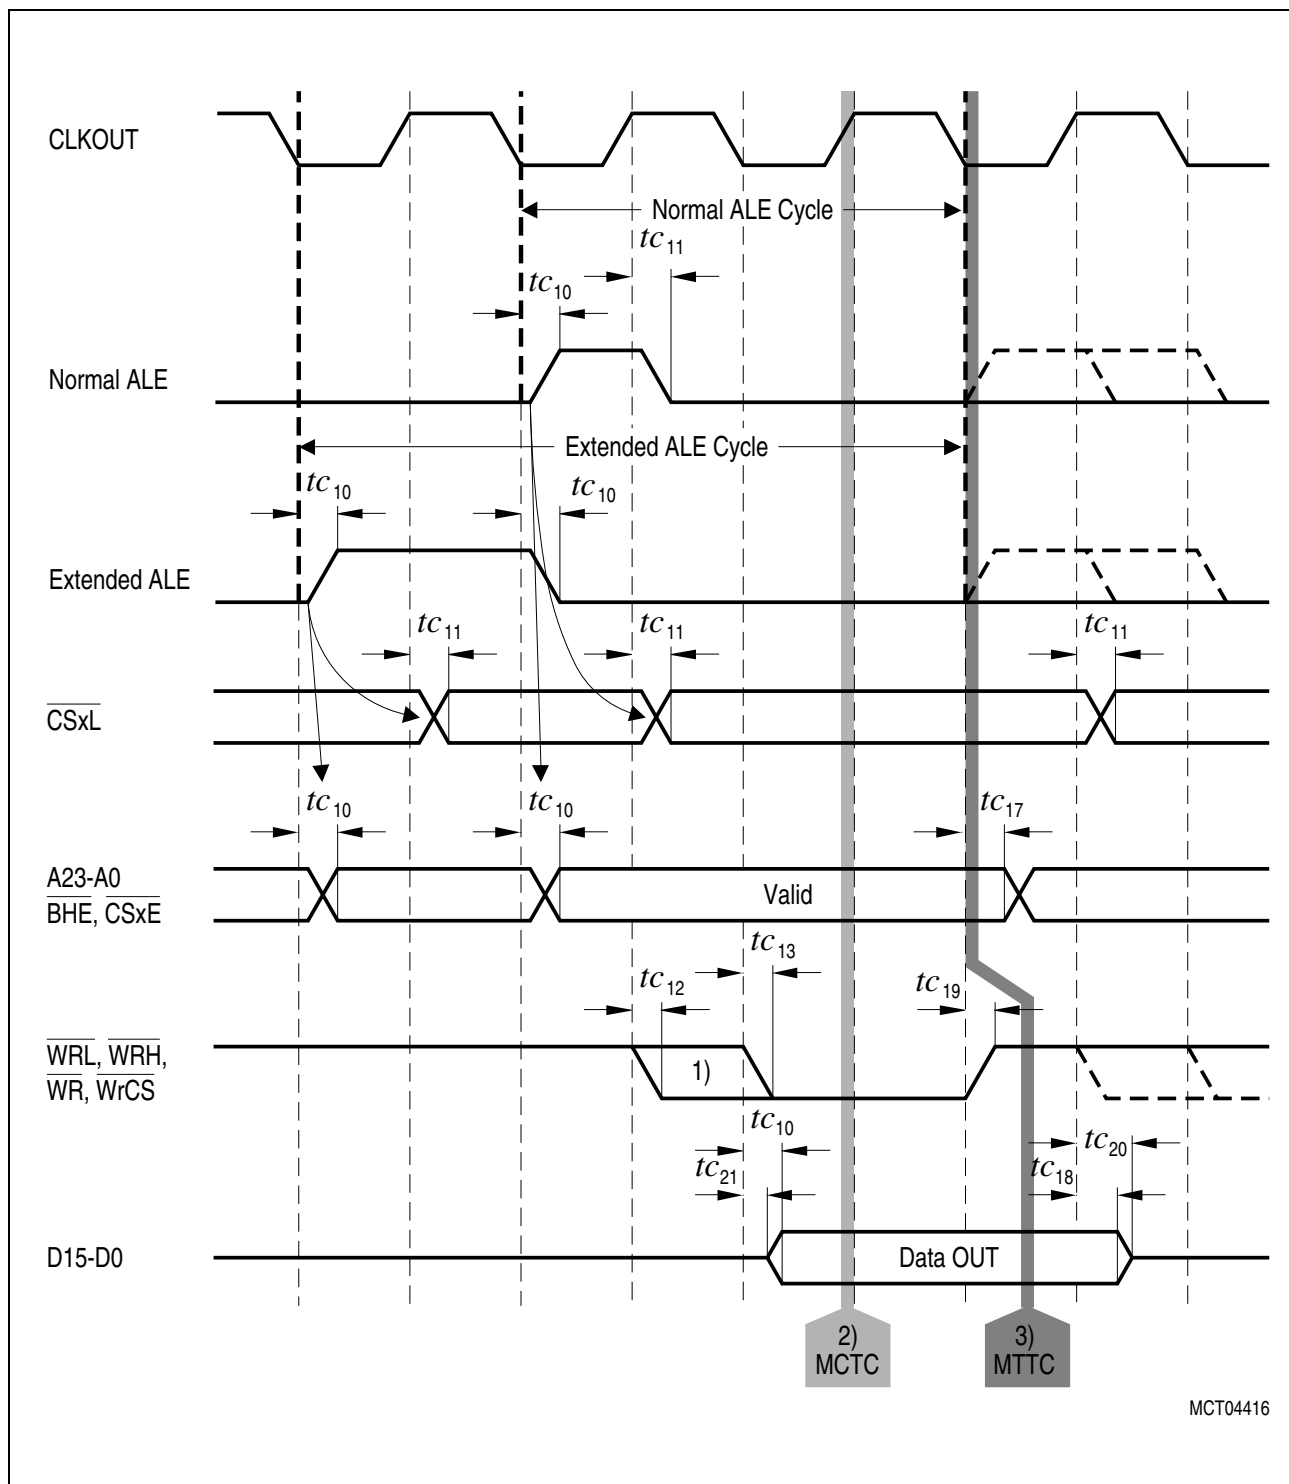 CLKOUT
Normal ALE Cycle
tc11
tc10
Normal ALE
Extended ALE Cycle
tc10
tc10
Extended ALE
tc11
tc11
tc11
CSxL
tc10
tc10
tc17
A23-A0
BHE, CSxE
Valid
tc13
tc12
tc19
WRL, WRH,
WR, WrCS
1)
tc10
tc20
tc21
tc18
D15-D0
Data OUT
2)
MCTC
3)
MTTC
MCT04416